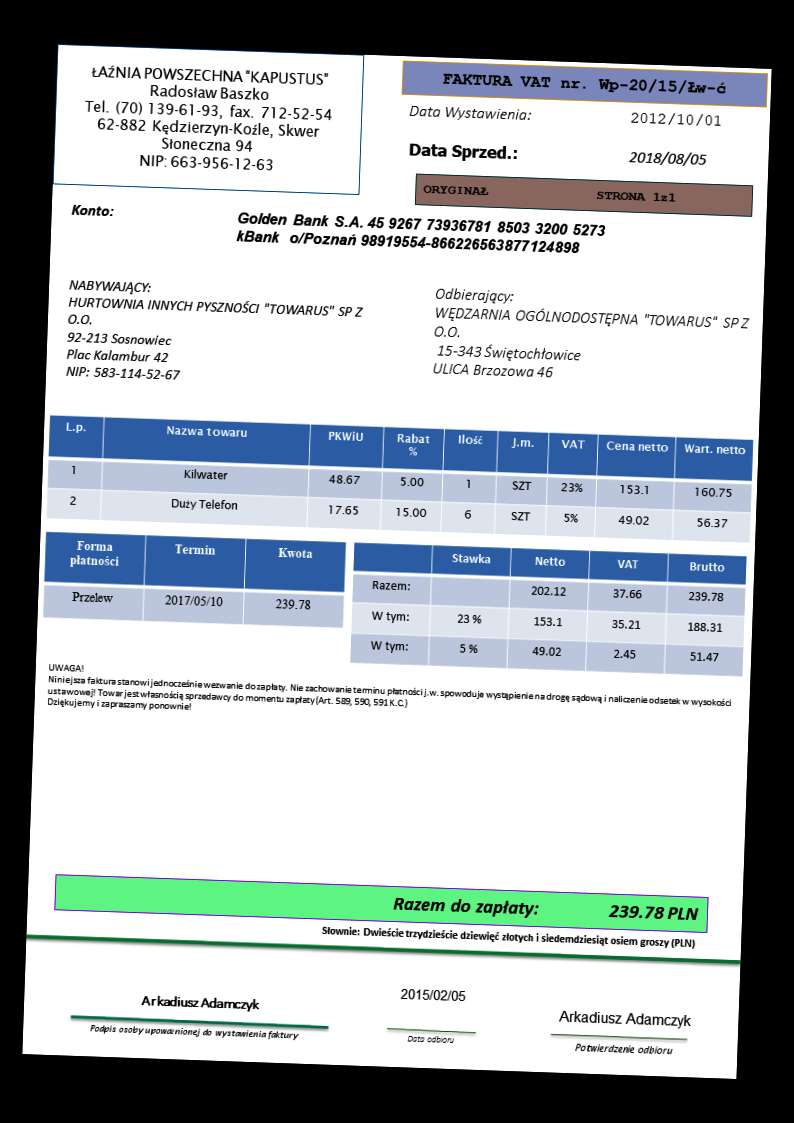 ŁAŹNIA POWSZECHNA "KAPUSTUS"
Radosław Baszko
Tel. (70) 139-61-93, fax. 712-52-54
62-882 Kędzierzyn-Koźle, Skwer
Słoneczna 94
NIP: 663-956-12-63
FAKTURA VAT nr. Wp-20/15/Łw-ć
Data Wystawienia: 2012/10/01
Data Sprzed.: 2018/08/05
ORYGINAŁ STRONA 1z1
Konto: Golden Bank S.A. 45 9267 73936781 8503 3200 5273
kBank o/Poznań 98919554-866226563877124898
NABYWAJĄCY:
HURTOWNIA INNYCH PYSZNOŚCI "TOWARUS" SP Z
O.O.
92-213 Sosnowiec
Plac Kalambur 42
NIP: 583-114-52-67
Odbierający:
WĘDZARNIA OGÓLNODOSTĘPNA "TOWARUS" SP Z
O.O.
15-343 Świętochłowice
ULICA Brzozowa 46
L.p. Nazwa towaru PKWiU Rabat % Ilość J.m. VAT Cena netto Wart. netto
1 Kilwater 48.67 5.00 1 SZT 23% 153.1 160.75
2 Duży Telefon 17.65 15.00 6 SZT 5% 49.02 56.37
Forma płatności Termin Kwota
Przelew 2017/05/10 239.78
Stawka Netto VAT Brutto
Razem: 202.12 37.66 239.78
W tym: 23 % 153.1 35.21 188.31
W tym: 5 % 49.02 2.45 51.47
UWAGA!
Niniejsza faktura stanowi jednocześnie wezwanie do zapłaty. Nie zachowanie terminu płatności j.w. spowoduje wystąpienie na drogę sądową i naliczenie odsetek w wysokości
ustawowej! Towar jest własnością sprzedawcy do momentu zapłaty (Art. 589, 590, 591 K.C.)
Dziękujemy i zapraszamy ponownie!
Razem do zapłaty: 239.78 PLN
Słownie: Dwieście trzydzieście dziewięć złotych i siedemdziesiąt osiem groszy (PLN)
Arkadiusz Adamczyk
Podpis osoby upoważnionej do wystawienia faktury
2015/02/05
Data odbioru
Arkadiusz Adamczyk
Potwierdzenie odbioru